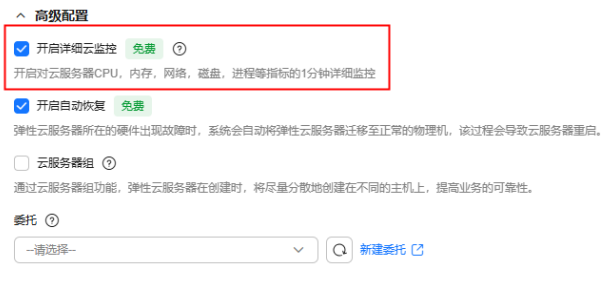 高级配置
开启详细云监控 免费
开启对云服务器CPU，内存，网络，磁盘，进程等指标的1分钟详细监控
开启自动恢复 免费
弹性云服务器所在的硬件出现故障时，系统会自动将弹性云服务器迁移至正常的物理机，该过程会导致云服务器重启。
云服务器组
通过云服务器组功能，弹性云服务器在创建时，将尽量分散地创建在不同的主机上，提高业务的可靠性。
委托
--请选择-- 新建委托